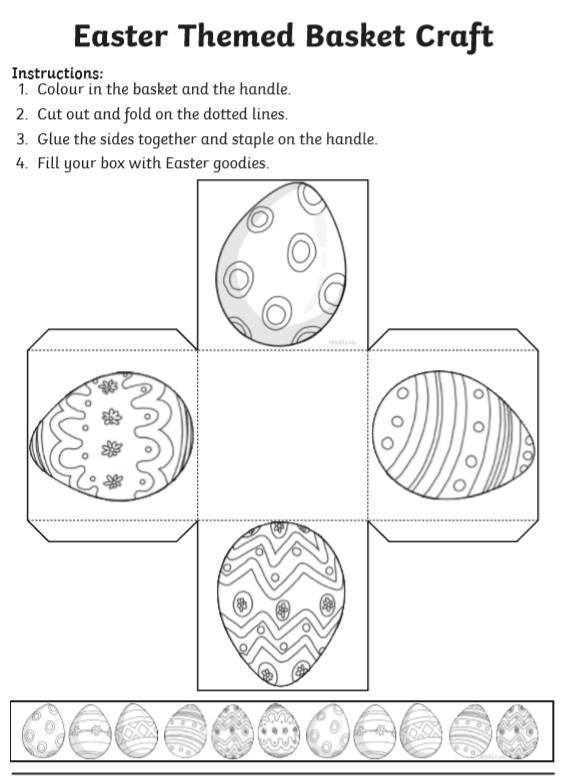 Easter Themed Basket Craft
Instructions:
1. Colour in the basket and the handle.
2. Cut out and fold on the dotted lines.
3. Glue the sides together and staple on the handle.
4. Fill your box with Easter goodies.